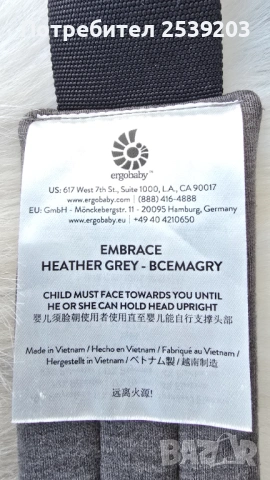 потребител 2539203
ergobaby™
US: 617 West 7th St., Suite 1000, L.A., CA 90017
www.ergobaby.com | (888) 416-4888
EU: GmbH - Mönckebergstr. 11 - 20095 Hamburg, Germany
www.ergobaby.eu | +49 40 4210650
EMBRACE
HEATHER GREY - BCEMAGRY
CHILD MUST FACE TOWARDS YOU UNTIL
HE OR SHE CAN HOLD HEAD UPRIGHT
婴儿须脸朝使用者使用直至婴儿能自行支撑头部
Made in Vietnam / Hecho en Vietnam / Fabriqué au Vietnam /
Hergestellt in Vietnam / ベトナム製 / 越南制造
远离火源!
BAZAR